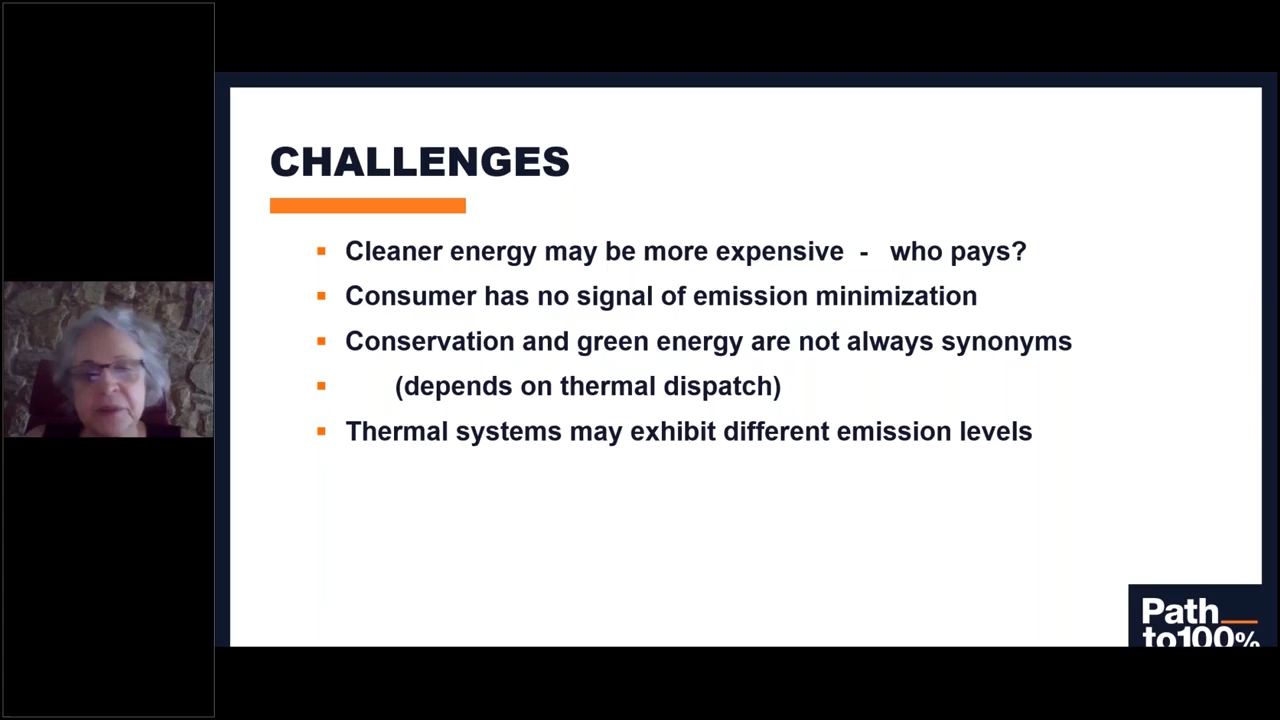 CHALLENGES
Cleaner energy may be more expensive - who pays?
Consumer has no signal of emission minimization
Conservation and green energy are not always synonyms
(depends on thermal dispatch)
Thermal systems may exhibit different emission levels
Path
to100%